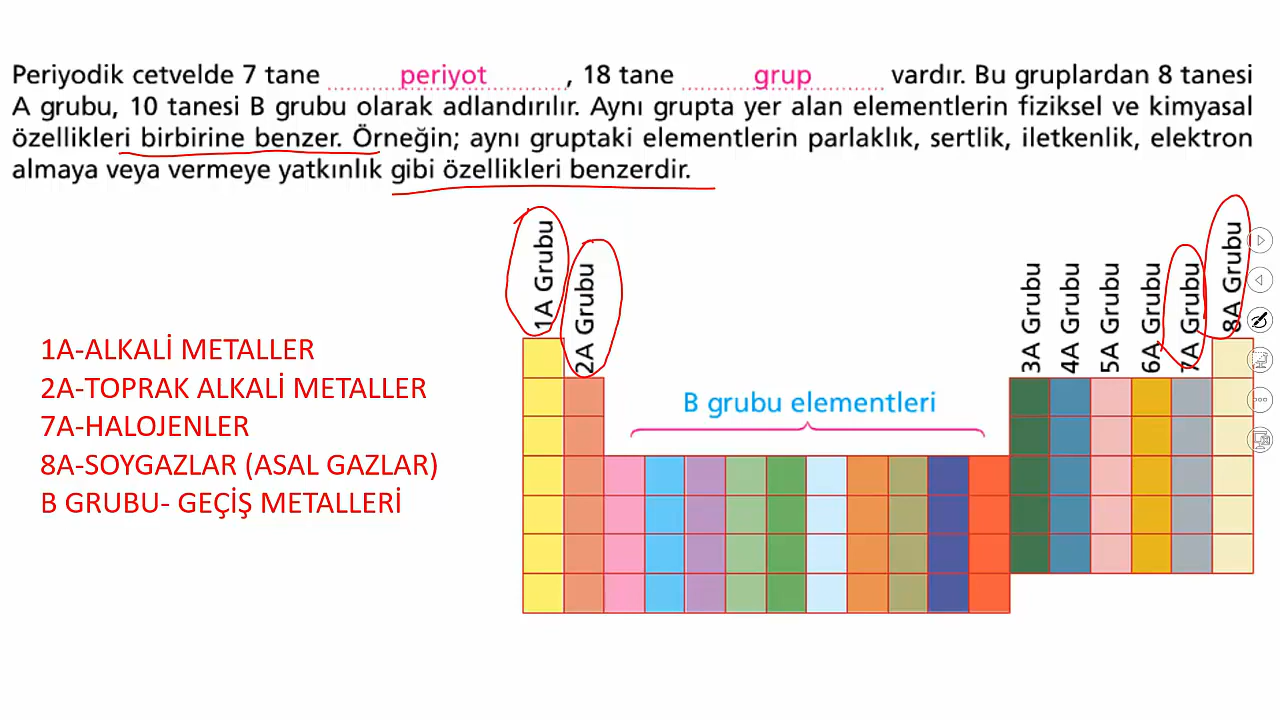 Periyodik cetvelde 7 tane periyot, 18 tane grup vardır. Bu gruplardan 8 tanesi
A grubu, 10 tanesi B grubu olarak adlandırılır. Aynı grupta yer alan elementlerin fiziksel ve kimyasal
özellikleri birbirine benzer. Örneğin; aynı gruptaki elementlerin parlaklık, sertlik, iletkenlik, elektron
almaya veya vermeye yatkınlık gibi özellikleri benzerdir.
1A Grubu
2A Grubu
3A Grubu
4A Grubu
5A Grubu
6A Grubu
7A Grubu
8A Grubu
B grubu elementleri
1A-ALKALİ METALLER
2A-TOPRAK ALKALİ METALLER
7A-HALOJENLER
8A-SOYGAZLAR (ASAL GAZLAR)
B GRUBU- GEÇİŞ METALLERİ